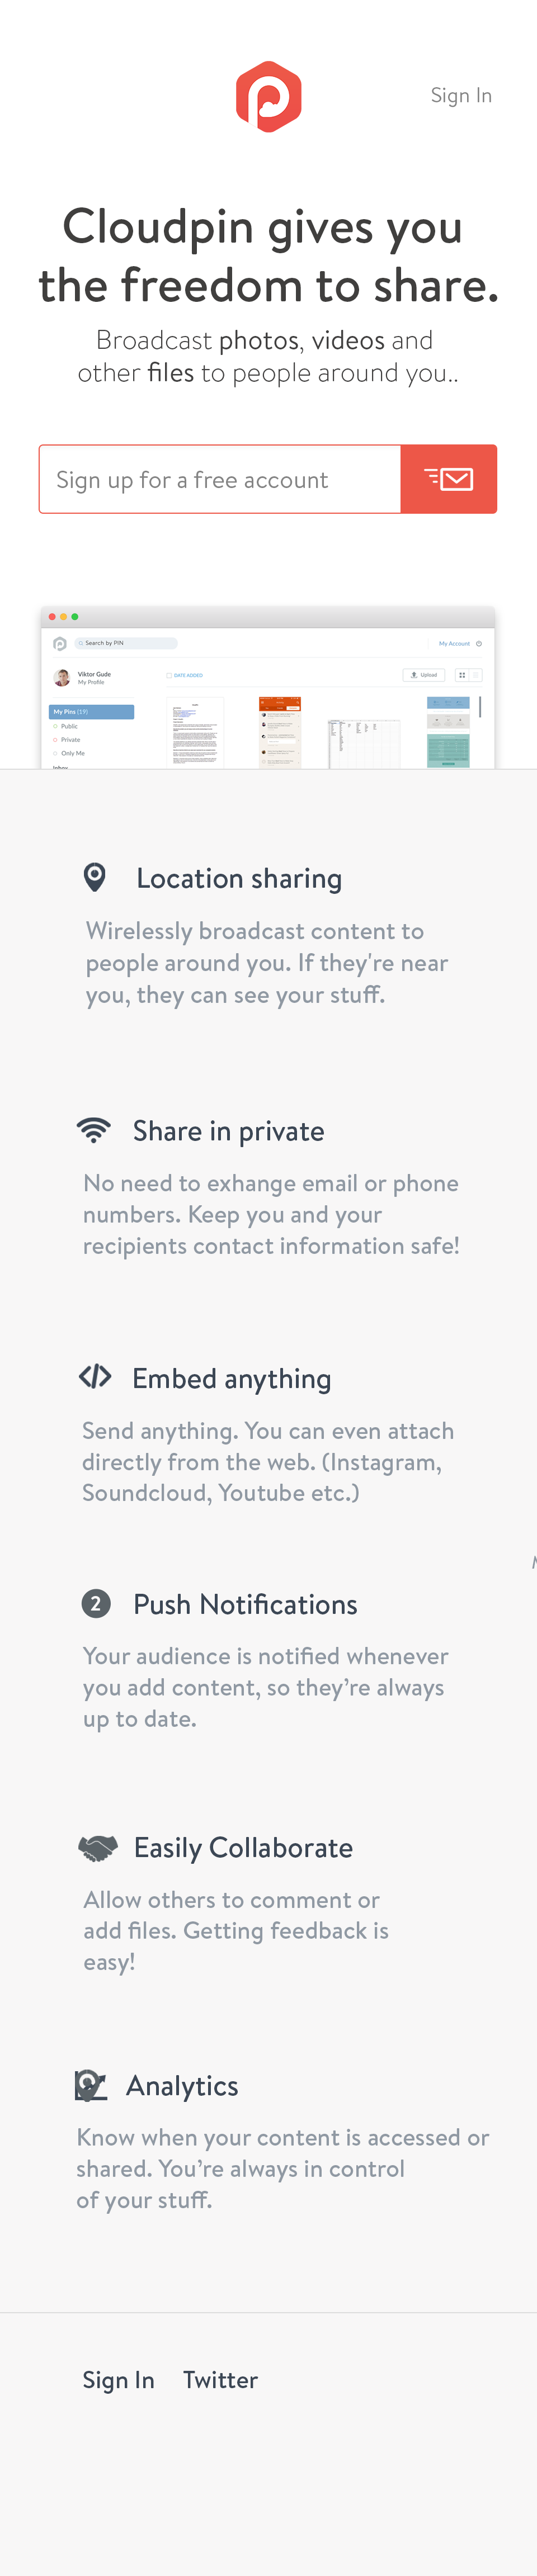 Sign In
Cloudpin gives you
the freedom to share.
Broadcast photos, videos and
other files to people around you..
Sign up for a free account
Search by PIN
My Account
Viktor Gude
My Profile
DATE ADDED
Upload
My Pins (19)
Public
Private
Only Me
Inbox
Location sharing
Wirelessly broadcast content to
people around you. If they're near
you, they can see your stuff.
Share in private
No need to exhange email or phone
numbers. Keep you and your
recipients contact information safe!
Embed anything
Send anything. You can even attach
directly from the web. (Instagram,
Soundcloud, Youtube etc.)
2 Push Notifications
Your audience is notified whenever
you add content, so they’re always
up to date.
Easily Collaborate
Allow others to comment or
add files. Getting feedback is
easy!
Analytics
Know when your content is accessed or
shared. You’re always in control
of your stuff.
Sign In Twitter